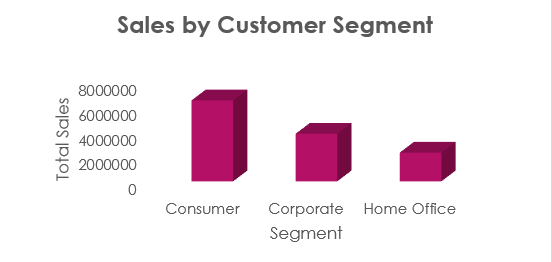 Sales by Customer Segment
Total Sales
8000000
6000000
4000000
2000000
0
Consumer Corporate Home Office
Segment